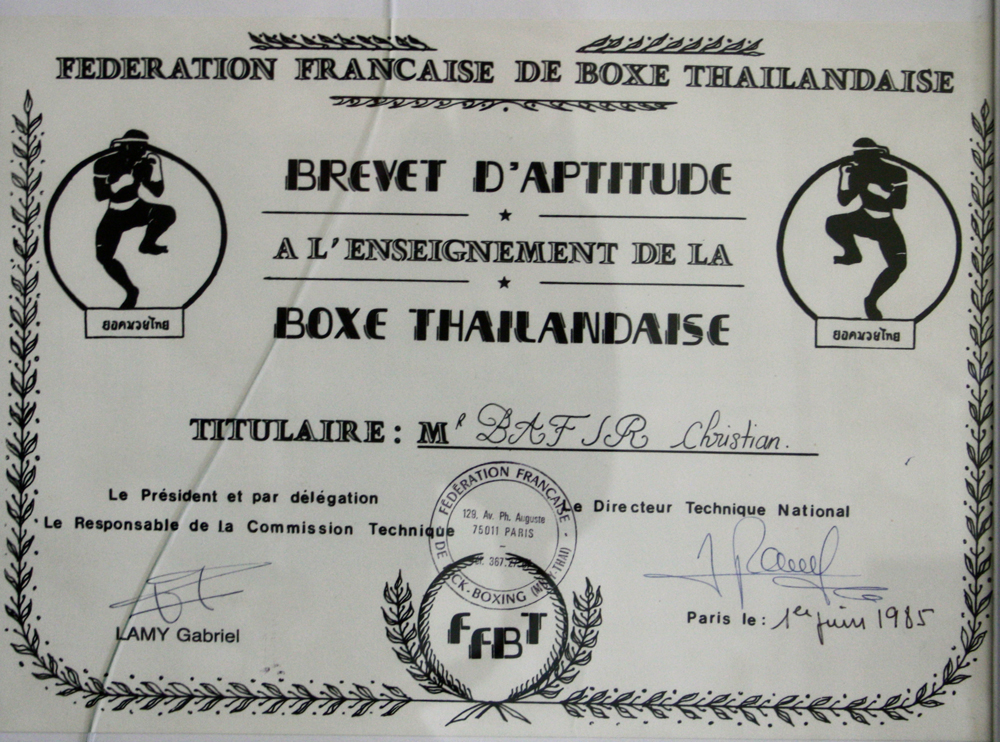 FEDERATION FRANCAISE DE BOXE THAILANDAISE
BREVET D'APTITUDE
A L'ENSEIGNEMENT DE LA
BOXE THAILANDAISE
ยอดมวยไทย
ยอดมวยไทย
TITULAIRE : Mr BAFIR Christian.
Le Président et par délégation
Le Responsable de la Commission Technique
LAMY Gabriel
FÉDÉRATION FRANÇAISE
129, Av. Ph. Auguste
75011 PARIS
Le Directeur Technique National
Paris le : 1er juin 1985
FFBT